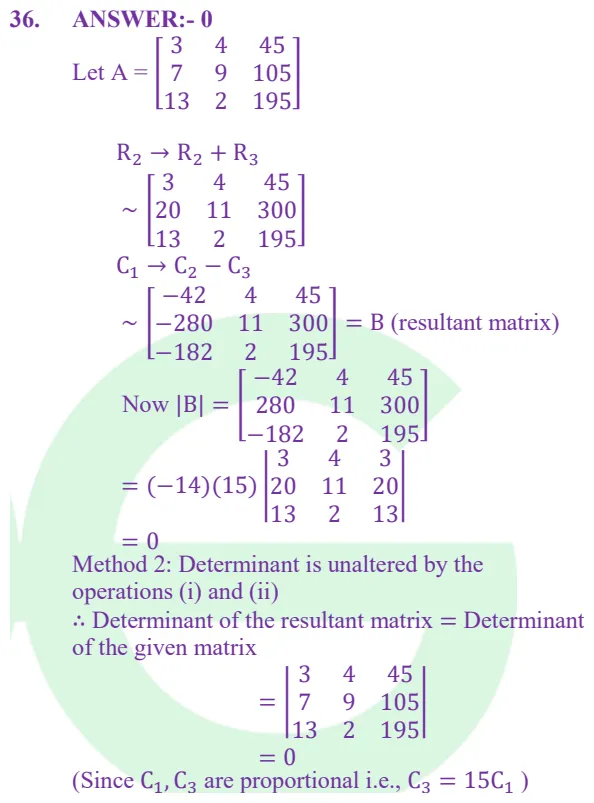 36. ANSWER:- 0
Let A = [3 4 45
7 9 105
13 2 195]
R₂ → R₂ + R₃
~ [3 4 45
20 11 300
13 2 195]
C₁ → C₂ − C₃
~ [−42 4 45
−280 11 300
−182 2 195] = B (resultant matrix)
Now |B| = [−42 4 45
280 11 300
−182 2 195]
= (−14)(15) |3 4 3
20 11 20
13 2 13|
= 0
Method 2: Determinant is unaltered by the
operations (i) and (ii)
∴ Determinant of the resultant matrix = Determinant
of the given matrix
= |3 4 45
7 9 105
13 2 195|
= 0
(Since C₁, C₃ are proportional i.e., C₃ = 15C₁ )